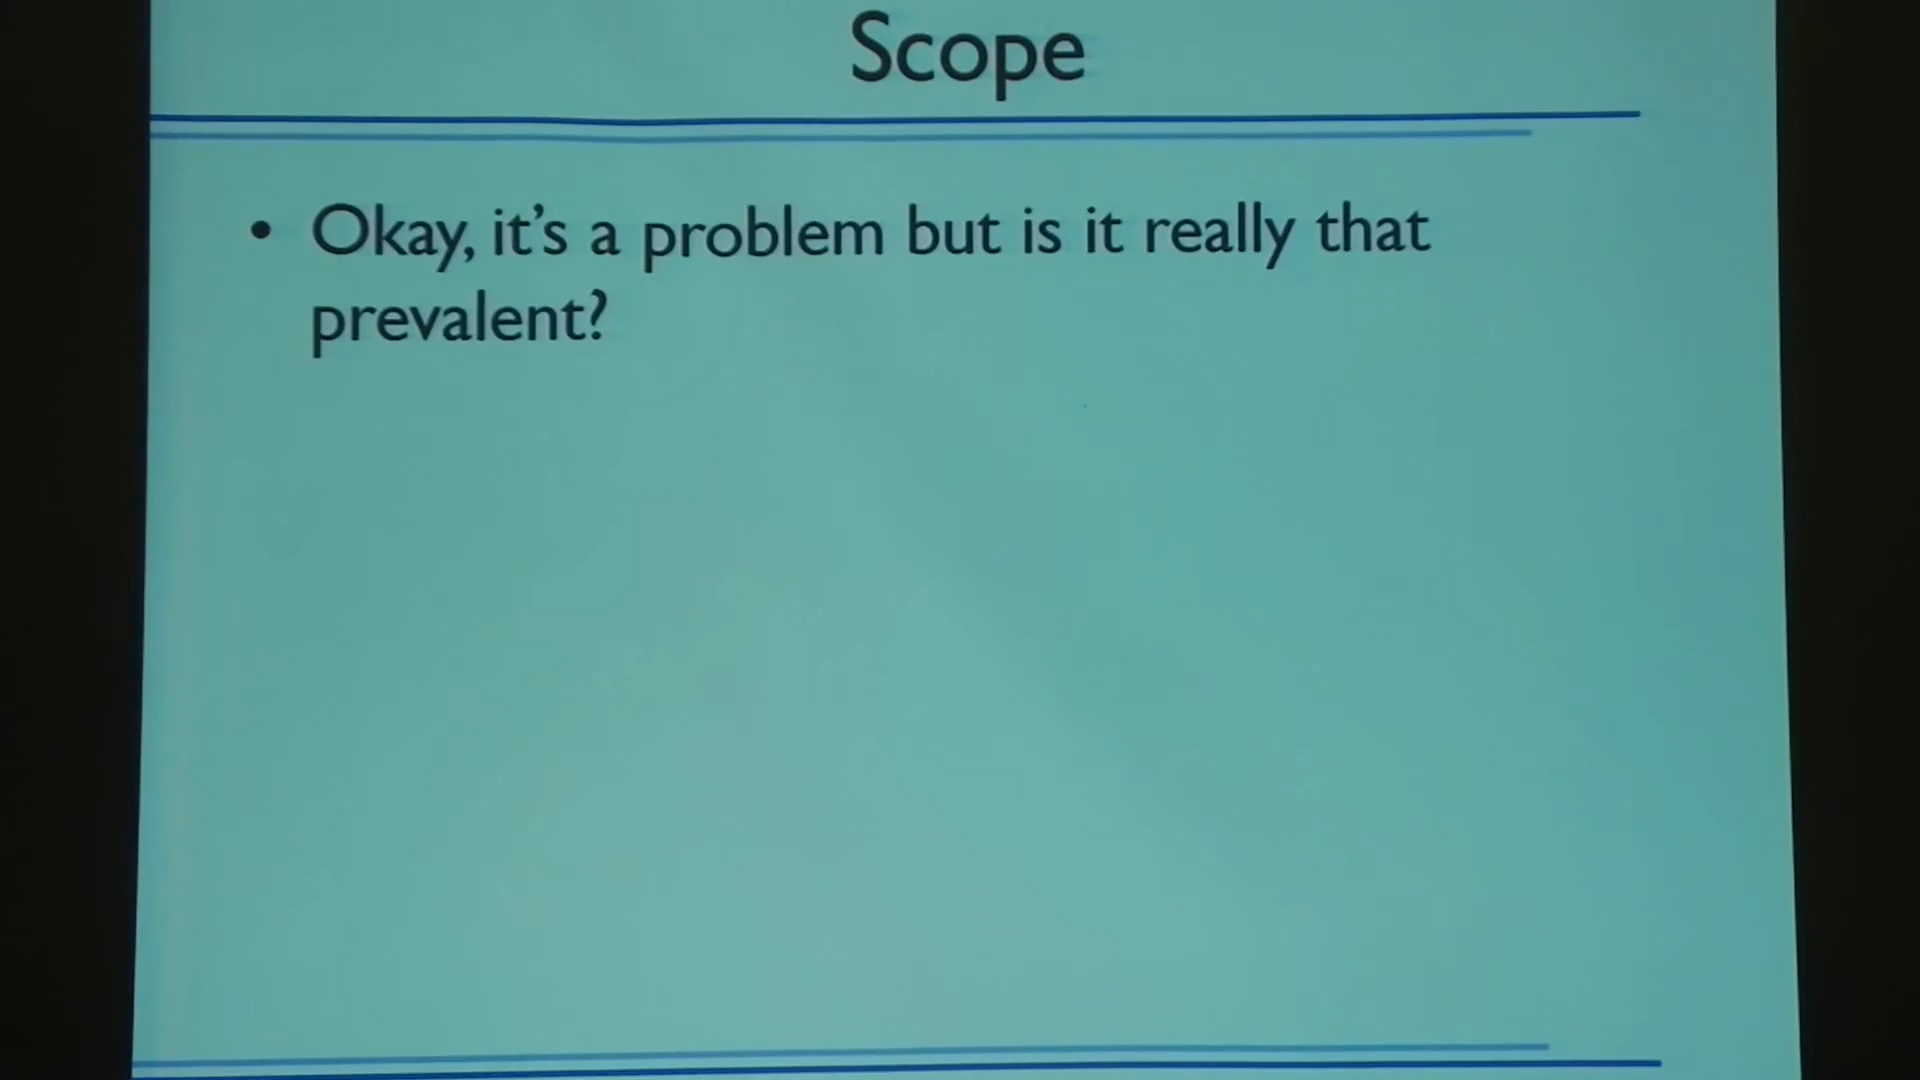 Scope
• Okay, it's a problem but is it really that
prevalent?